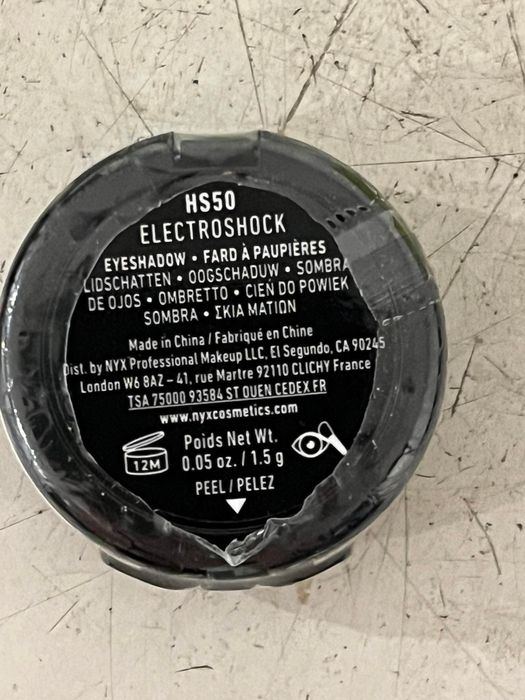 HS50
ELECTROSHOCK
EYESHADOW • FARD À PAUPIÈRES
LIDSCHATTEN • OOGSCHADUW • SOMBRA
DE OJOS • OMBRETTO • CIEŃ DO POWIEK
SOMBRA • ΣΚΙΑ ΜΑΤΙΩΝ
Made in China / Fabriqué en Chine
Dist. by NYX Professional Makeup LLC, El Segundo, CA 90245
London W6 8AZ – 41, rue Martre 92110 CLICHY France
TSA 75000 93584 ST OUEN CEDEX FR
www.nyxcosmetics.com
12M
Poids Net Wt.
0.05 oz. / 1.5 g
PEEL / PELEZ